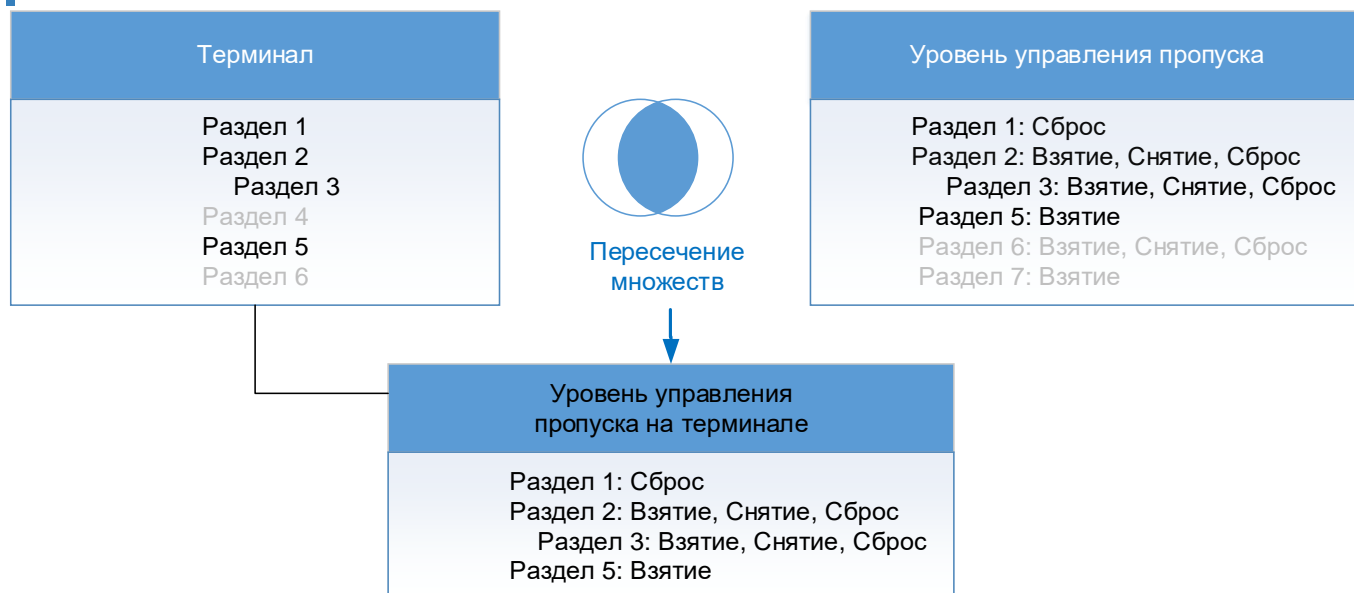 Терминал
Раздел 1
Раздел 2
Раздел 3
Раздел 4
Раздел 5
Раздел 6
Пересечение
множеств
Уровень управления пропуска
Раздел 1: Сброс
Раздел 2: Взятие, Снятие, Сброс
Раздел 3: Взятие, Снятие, Сброс
Раздел 5: Взятие
Раздел 6: Взятие, Снятие, Сброс
Раздел 7: Взятие
Уровень управления
пропуска на терминале
Раздел 1: Сброс
Раздел 2: Взятие, Снятие, Сброс
Раздел 3: Взятие, Снятие, Сброс
Раздел 5: Взятие